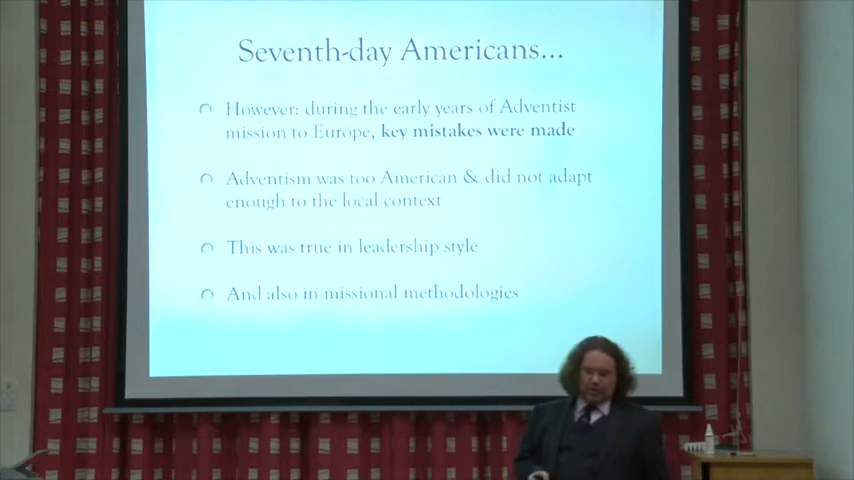 Seventh-day Americans...
However: during the early years of Adventist
mission to Europe, key mistakes were made
Adventism was too American & did not adapt
enough to the local context
This was true in leadership style
And also in missional methodologies